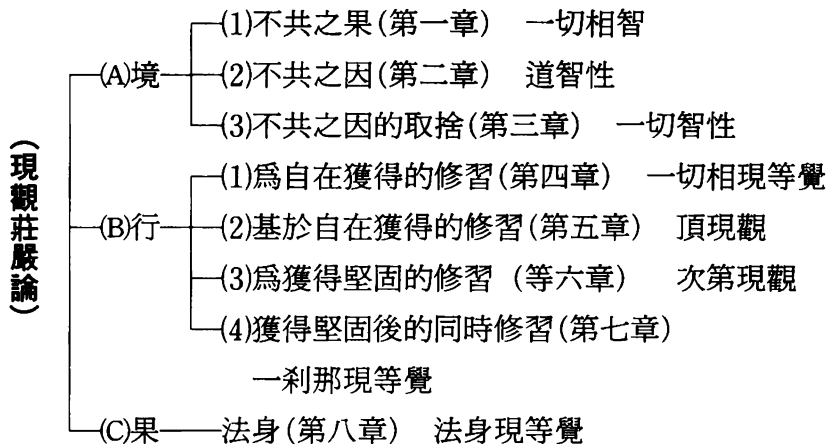 (現觀莊嚴論)
(A)境
(1)不共之果(第一章) 一切相智
(2)不共之因(第二章) 道智性
(3)不共之因的取捨(第三章) 一切智性
(B)行
(1)爲自在獲得的修習(第四章) 一切相現等覺
(2)基於自在獲得的修習(第五章) 頂現觀
(3)爲獲得堅固的修習 (等六章) 次第現觀
(4)獲得堅固後的同時修習(第七章)
一刹那現等覺
(C)果
法身(第八章) 法身現等覺